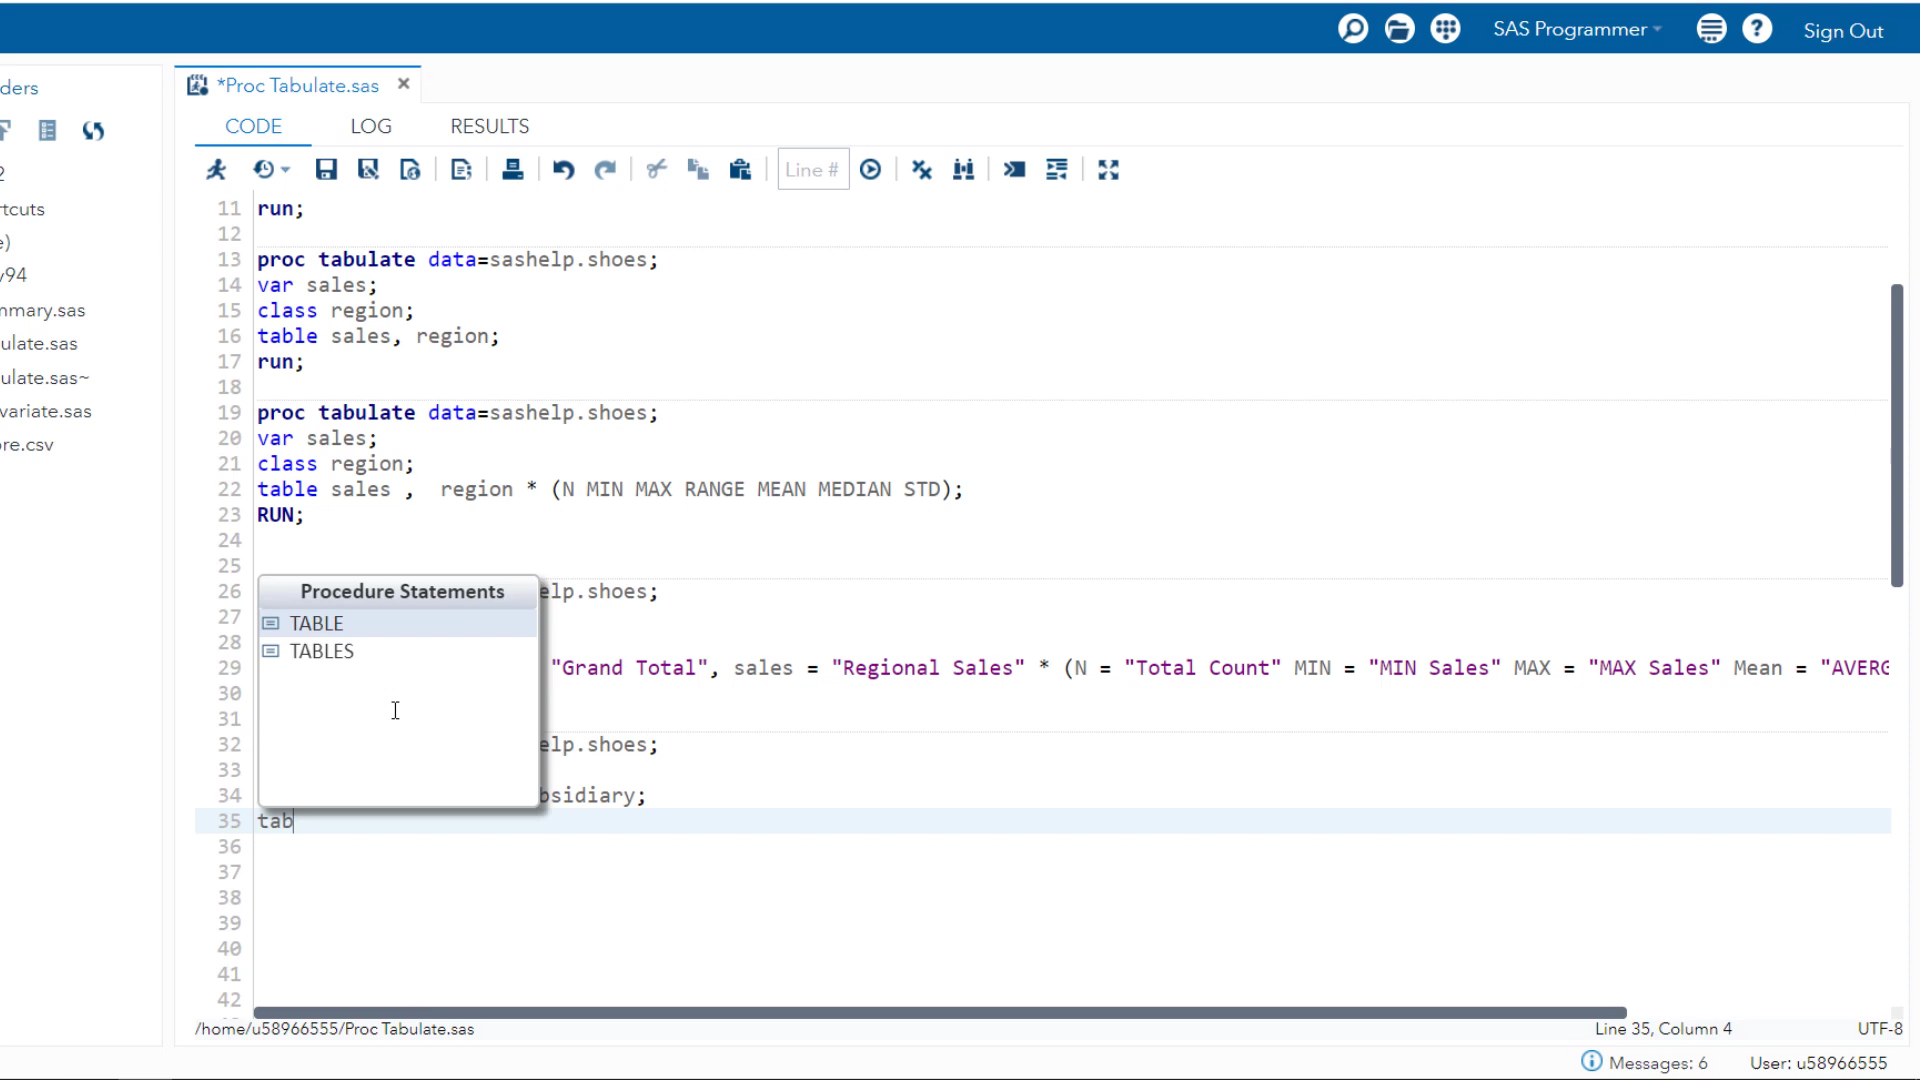 SAS Programmer
Sign Out
ders
*Proc Tabulate.sas
CODE
LOG
RESULTS
Line #
2
rtcuts
e)
v94
nmary.sas
ulate.sas
ulate.sas~
variate.sas
ore.csv
11 run;
12
13 proc tabulate data=sashelp.shoes;
14 var sales;
15 class region;
16 table sales, region;
17 run;
18
19 proc tabulate data=sashelp.shoes;
20 var sales;
21 class region;
22 table sales , region * (N MIN MAX RANGE MEAN MEDIAN STD);
23 RUN;
24
25
26 elp.shoes;
27
28
29 "Grand Total", sales = "Regional Sales" * (N = "Total Count" MIN = "MIN Sales" MAX = "MAX Sales" Mean = "AVERG
30
31
32 elp.shoes;
33
34 bsidiary;
35 tab
36
37
38
39
40
41
42
Procedure Statements
TABLE
TABLES
/home/u58966555/Proc Tabulate.sas
Line 35, Column 4
UTF-8
Messages: 6
User: u58966555